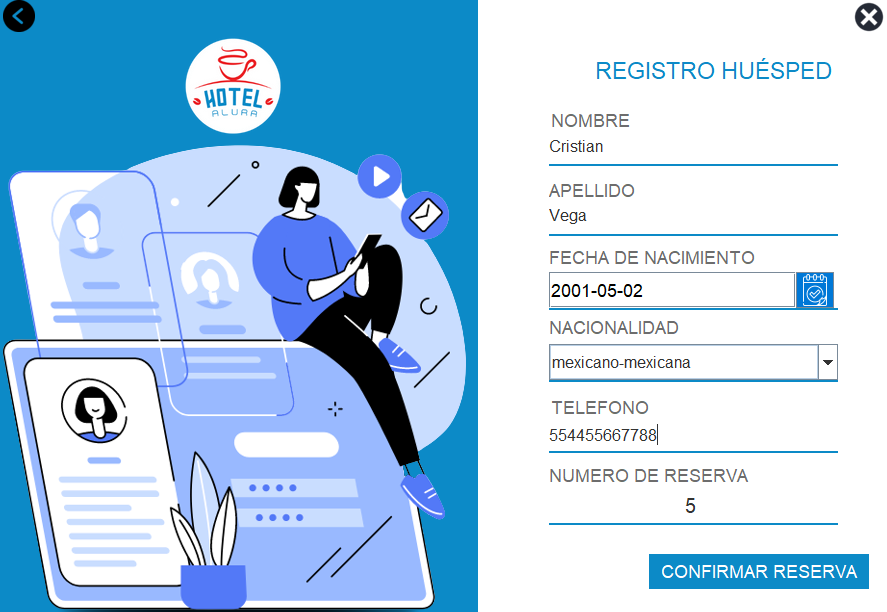 HOTEL
ALURA
REGISTRO HUÉSPED
NOMBRE
Cristian
APELLIDO
Vega
FECHA DE NACIMIENTO
2001-05-02
NACIONALIDAD
mexicano-mexicana
TELEFONO
554455667788
NUMERO DE RESERVA
5
CONFIRMAR RESERVA